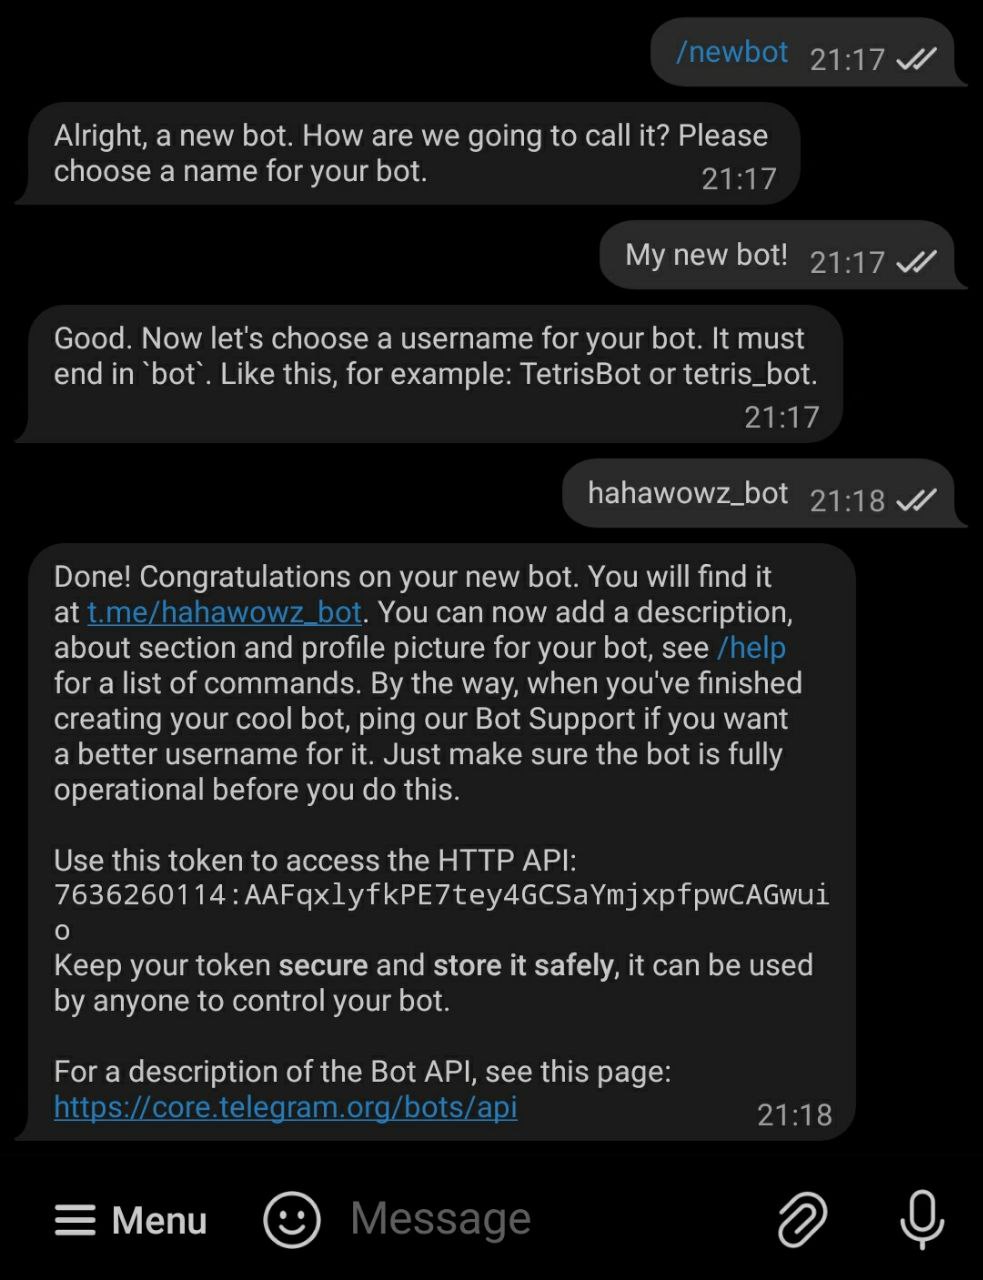 /newbot 21:17
Alright, a new bot. How are we going to call it? Please
choose a name for your bot.
21:17
My new bot! 21:17
Good. Now let's choose a username for your bot. It must
end in `bot`. Like this, for example: TetrisBot or tetris_bot.
21:17
hahawowz_bot 21:18
Done! Congratulations on your new bot. You will find it
at t.me/hahawowz_bot. You can now add a description,
about section and profile picture for your bot, see /help
for a list of commands. By the way, when you've finished
creating your cool bot, ping our Bot Support if you want
a better username for it. Just make sure the bot is fully
operational before you do this.
Use this token to access the HTTP API:
7636260114:AAFqxlyfkPE7tey4GCSaYmjxpfpwCAGwui
o
Keep your token secure and store it safely, it can be used
by anyone to control your bot.
For a description of the Bot API, see this page:
https://core.telegram.org/bots/api
21:18
Menu
Message